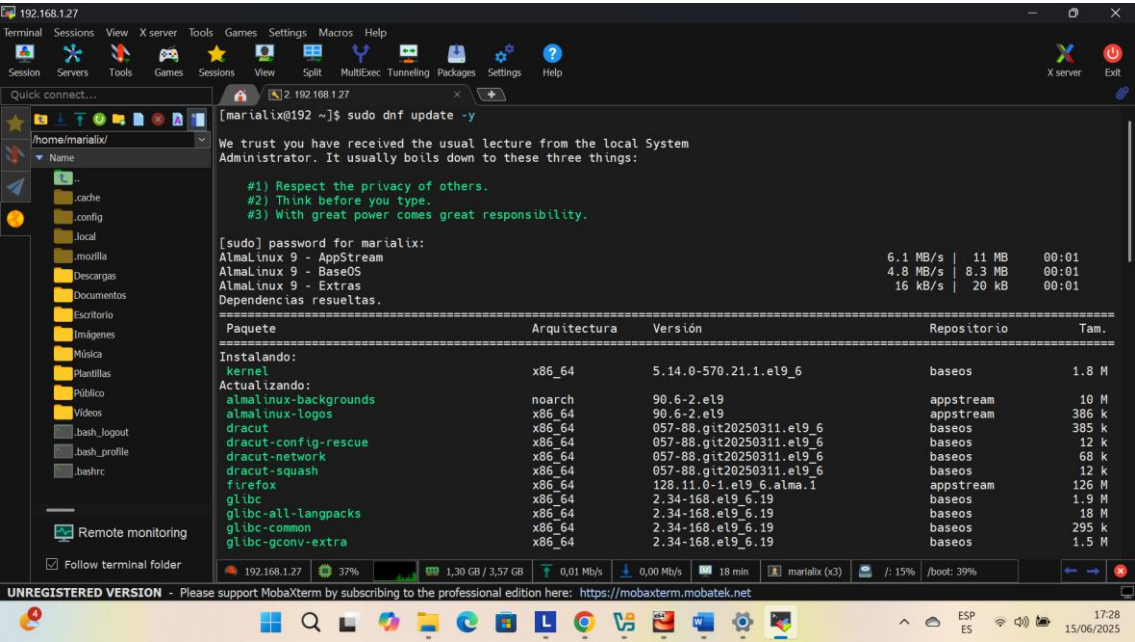 192.168.1.27
Terminal Sessions View X server Tools Games Settings Macros Help
Session Servers Tools Games Sessions View Split MultiExec Tunneling Packages Settings Help X server Exit
Quick connect... 2. 192.168.1.27
/home/marialix/
Name
..
.cache
.config
.local
.mozilla
Descargas
Documentos
Escritorio
Imágenes
Música
Plantillas
Público
Vídeos
.bash_logout
.bash_profile
.bashrc
Remote monitoring
Follow terminal folder
[marialix@192 ~]$ sudo dnf update -y
We trust you have received the usual lecture from the local System
Administrator. It usually boils down to these three things:
#1) Respect the privacy of others.
#2) Think before you type.
#3) With great power comes great responsibility.
[sudo] password for marialix:
AlmaLinux 9 - AppStream 6.1 MB/s | 11 MB 00:01
AlmaLinux 9 - BaseOS 4.8 MB/s | 8.3 MB 00:01
AlmaLinux 9 - Extras 16 kB/s | 20 kB 00:01
Dependencias resueltas.
Paquete Arquitectura Versión Repositorio Tam.
Instalando:
kernel x86_64 5.14.0-570.21.1.el9_6 baseos 1.8 M
Actualizando:
almalinux-backgrounds noarch 90.6-2.el9 appstream 10 M
almalinux-logos x86_64 90.6-2.el9 appstream 386 k
dracut x86_64 057-88.git20250311.el9_6 baseos 385 k
dracut-config-rescue x86_64 057-88.git20250311.el9_6 baseos 12 k
dracut-network x86_64 057-88.git20250311.el9_6 baseos 68 k
dracut-squash x86_64 057-88.git20250311.el9_6 baseos 12 k
firefox x86_64 128.11.0-1.el9_6.alma.1 appstream 126 M
glibc x86_64 2.34-168.el9_6.19 baseos 1.9 M
glibc-all-langpacks x86_64 2.34-168.el9_6.19 baseos 18 M
glibc-common x86_64 2.34-168.el9_6.19 baseos 295 k
glibc-gconv-extra x86_64 2.34-168.el9_6.19 baseos 1.5 M
192.168.1.27 37% 1,30 GB / 3,57 GB 0,01 Mb/s 0,00 Mb/s 18 min marialix (x3) /: 15% /boot: 39%
UNREGISTERED VERSION - Please support MobaXterm by subscribing to the professional edition here: https://mobaxterm.mobatek.net
ESP
ES
17:28
15/06/2025